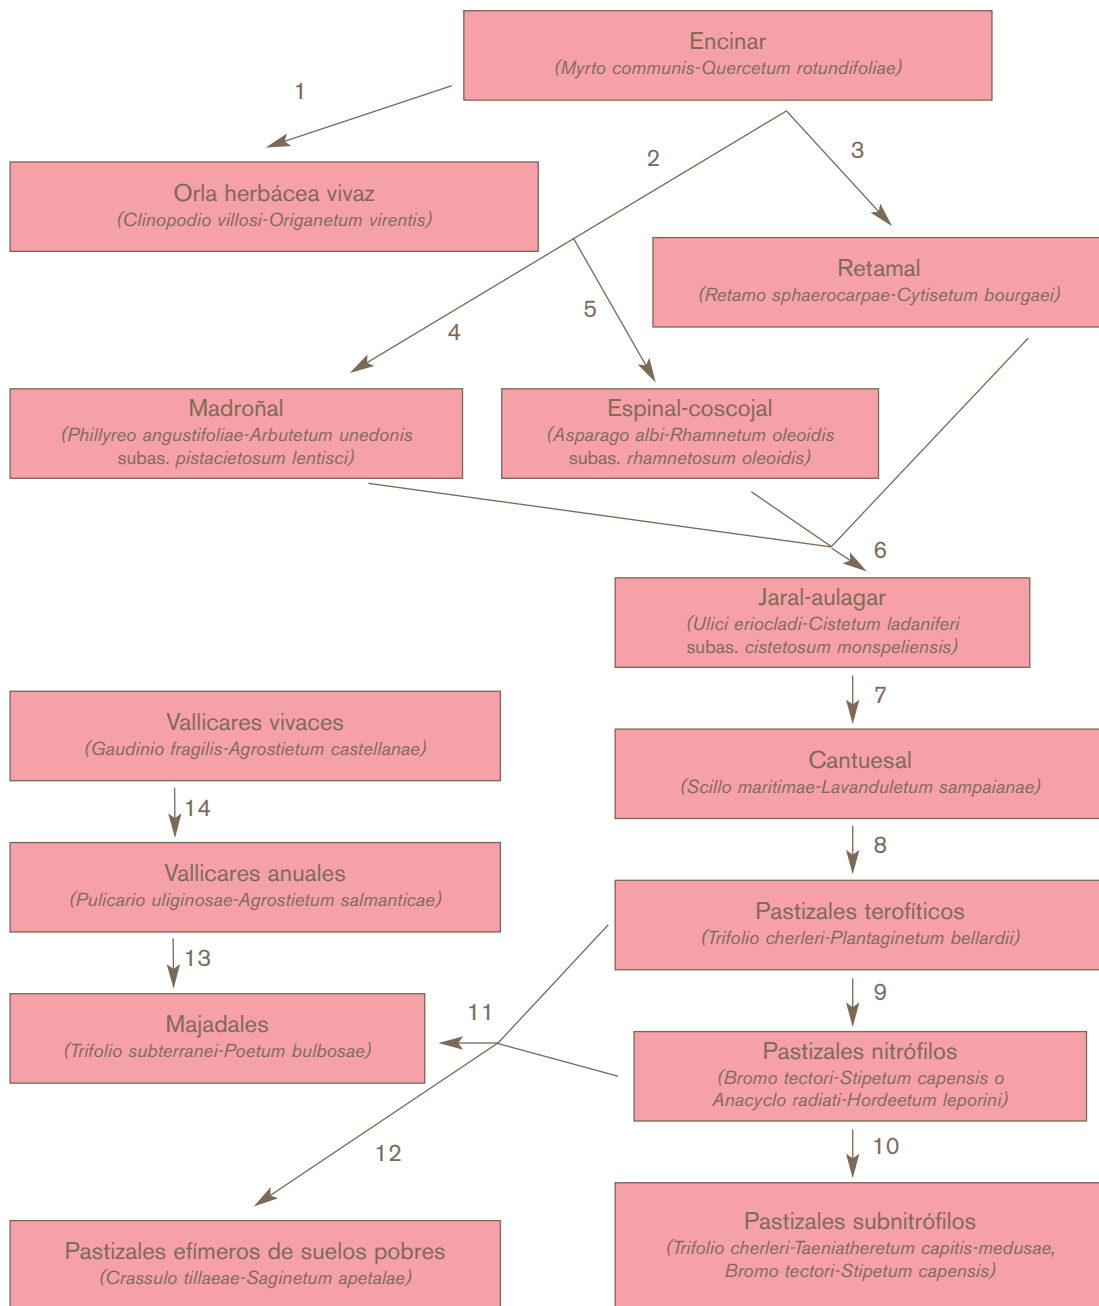 Encinar
(Myrto communis-Quercetum rotundifoliae)
1
2
3
Orla herbácea vivaz
(Clinopodio villosi-Origanetum virentis)
Retamal
(Retamo sphaerocarpae-Cytisetum bourgaei)
4
5
Madroñal
(Phillyreo angustifoliae-Arbutetum unedonis
subas. pistacietosum lentisci)
Espinal-coscojal
(Asparago albi-Rhamnetum oleoidis
subas. rhamnetosum oleoidis)
6
Jaral-aulagar
(Ulici eriocladi-Cistetum ladaniferi
subas. cistetosum monspeliensis)
7
Vallicares vivaces
(Gaudinio fragilis-Agrostietum castellanae)
Cantuesal
(Scillo maritimae-Lavanduletum sampaianae)
14
8
Vallicares anuales
(Pulicario uliginosae-Agrostietum salmanticae)
Pastizales terofíticos
(Trifolio cherleri-Plantaginetum bellardii)
13
9
11
Majadales
(Trifolio subterranei-Poetum bulbosae)
Pastizales nitrófilos
(Bromo tectori-Stipetum capensis o
Anacyclo radiati-Hordeetum leporini)
12
10
Pastizales efímeros de suelos pobres
(Crassulo tillaeae-Saginetum apetalae)
Pastizales subnitrófilos
(Trifolio cherleri-Taeniatheretum capitis-medusae,
Bromo tectori-Stipetum capensis)